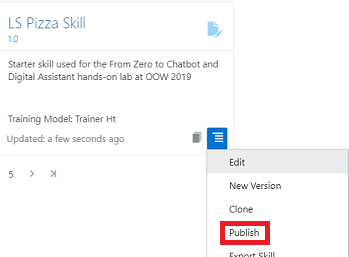 LS Pizza Skill
1.0
Starter skill used for the From Zero to Chatbot and
Digital Assistant hands-on lab at OOW 2019
Training Model: Trainer Ht
Updated: a few seconds ago
5
Edit
New Version
Clone
Publish
Export Skill